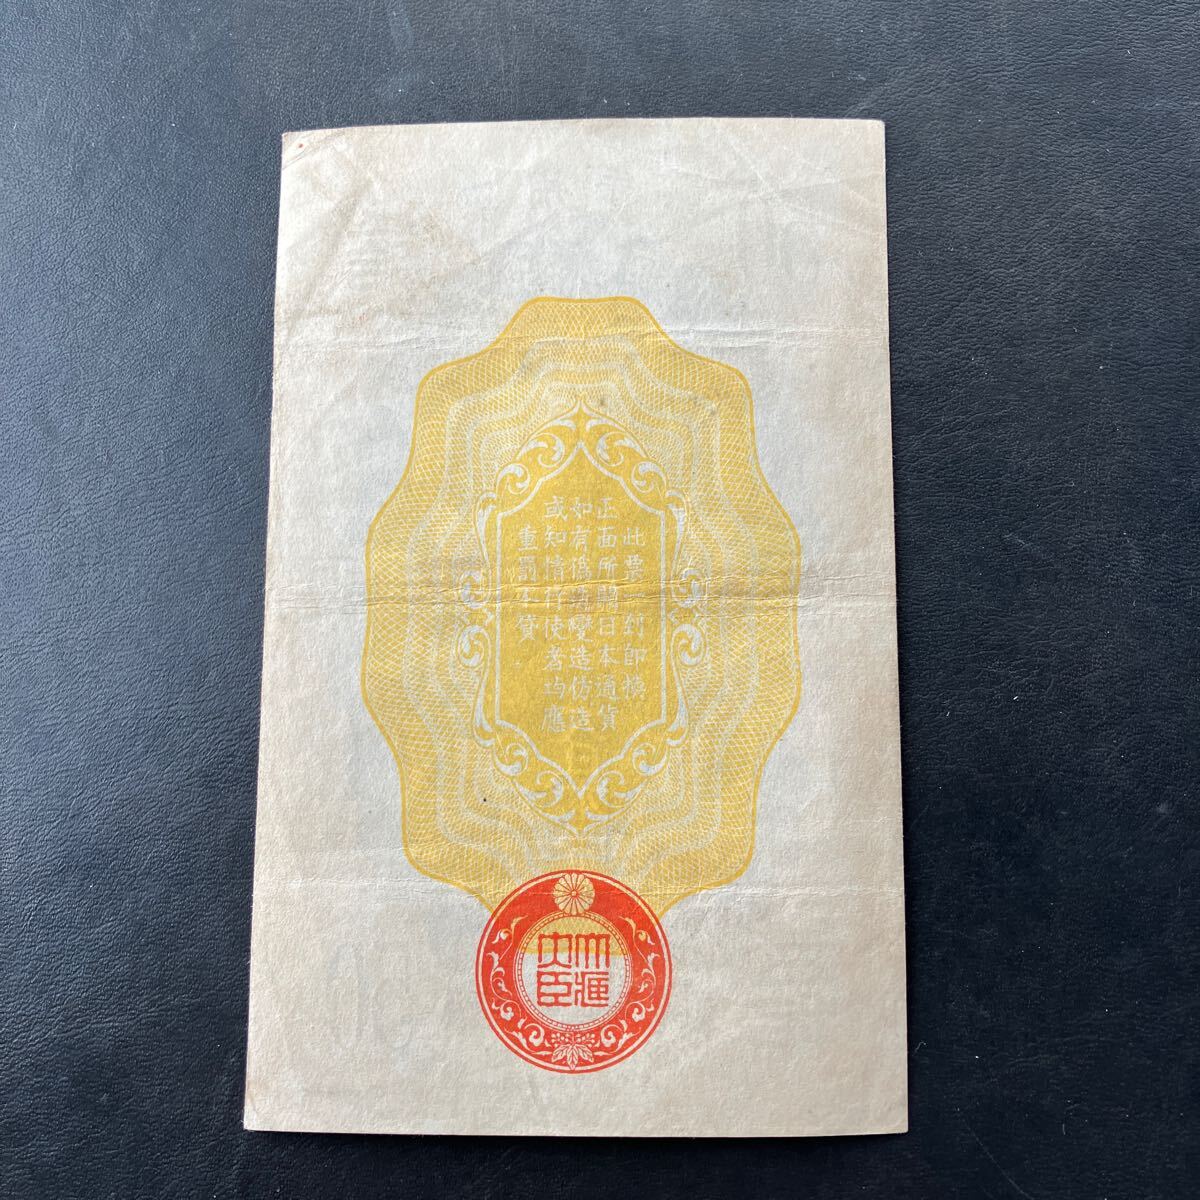 此票一到即換
正面所開日本通貨
如有偽造變造仿造
或知情行使者均應
重罰不貸
大藏
大臣